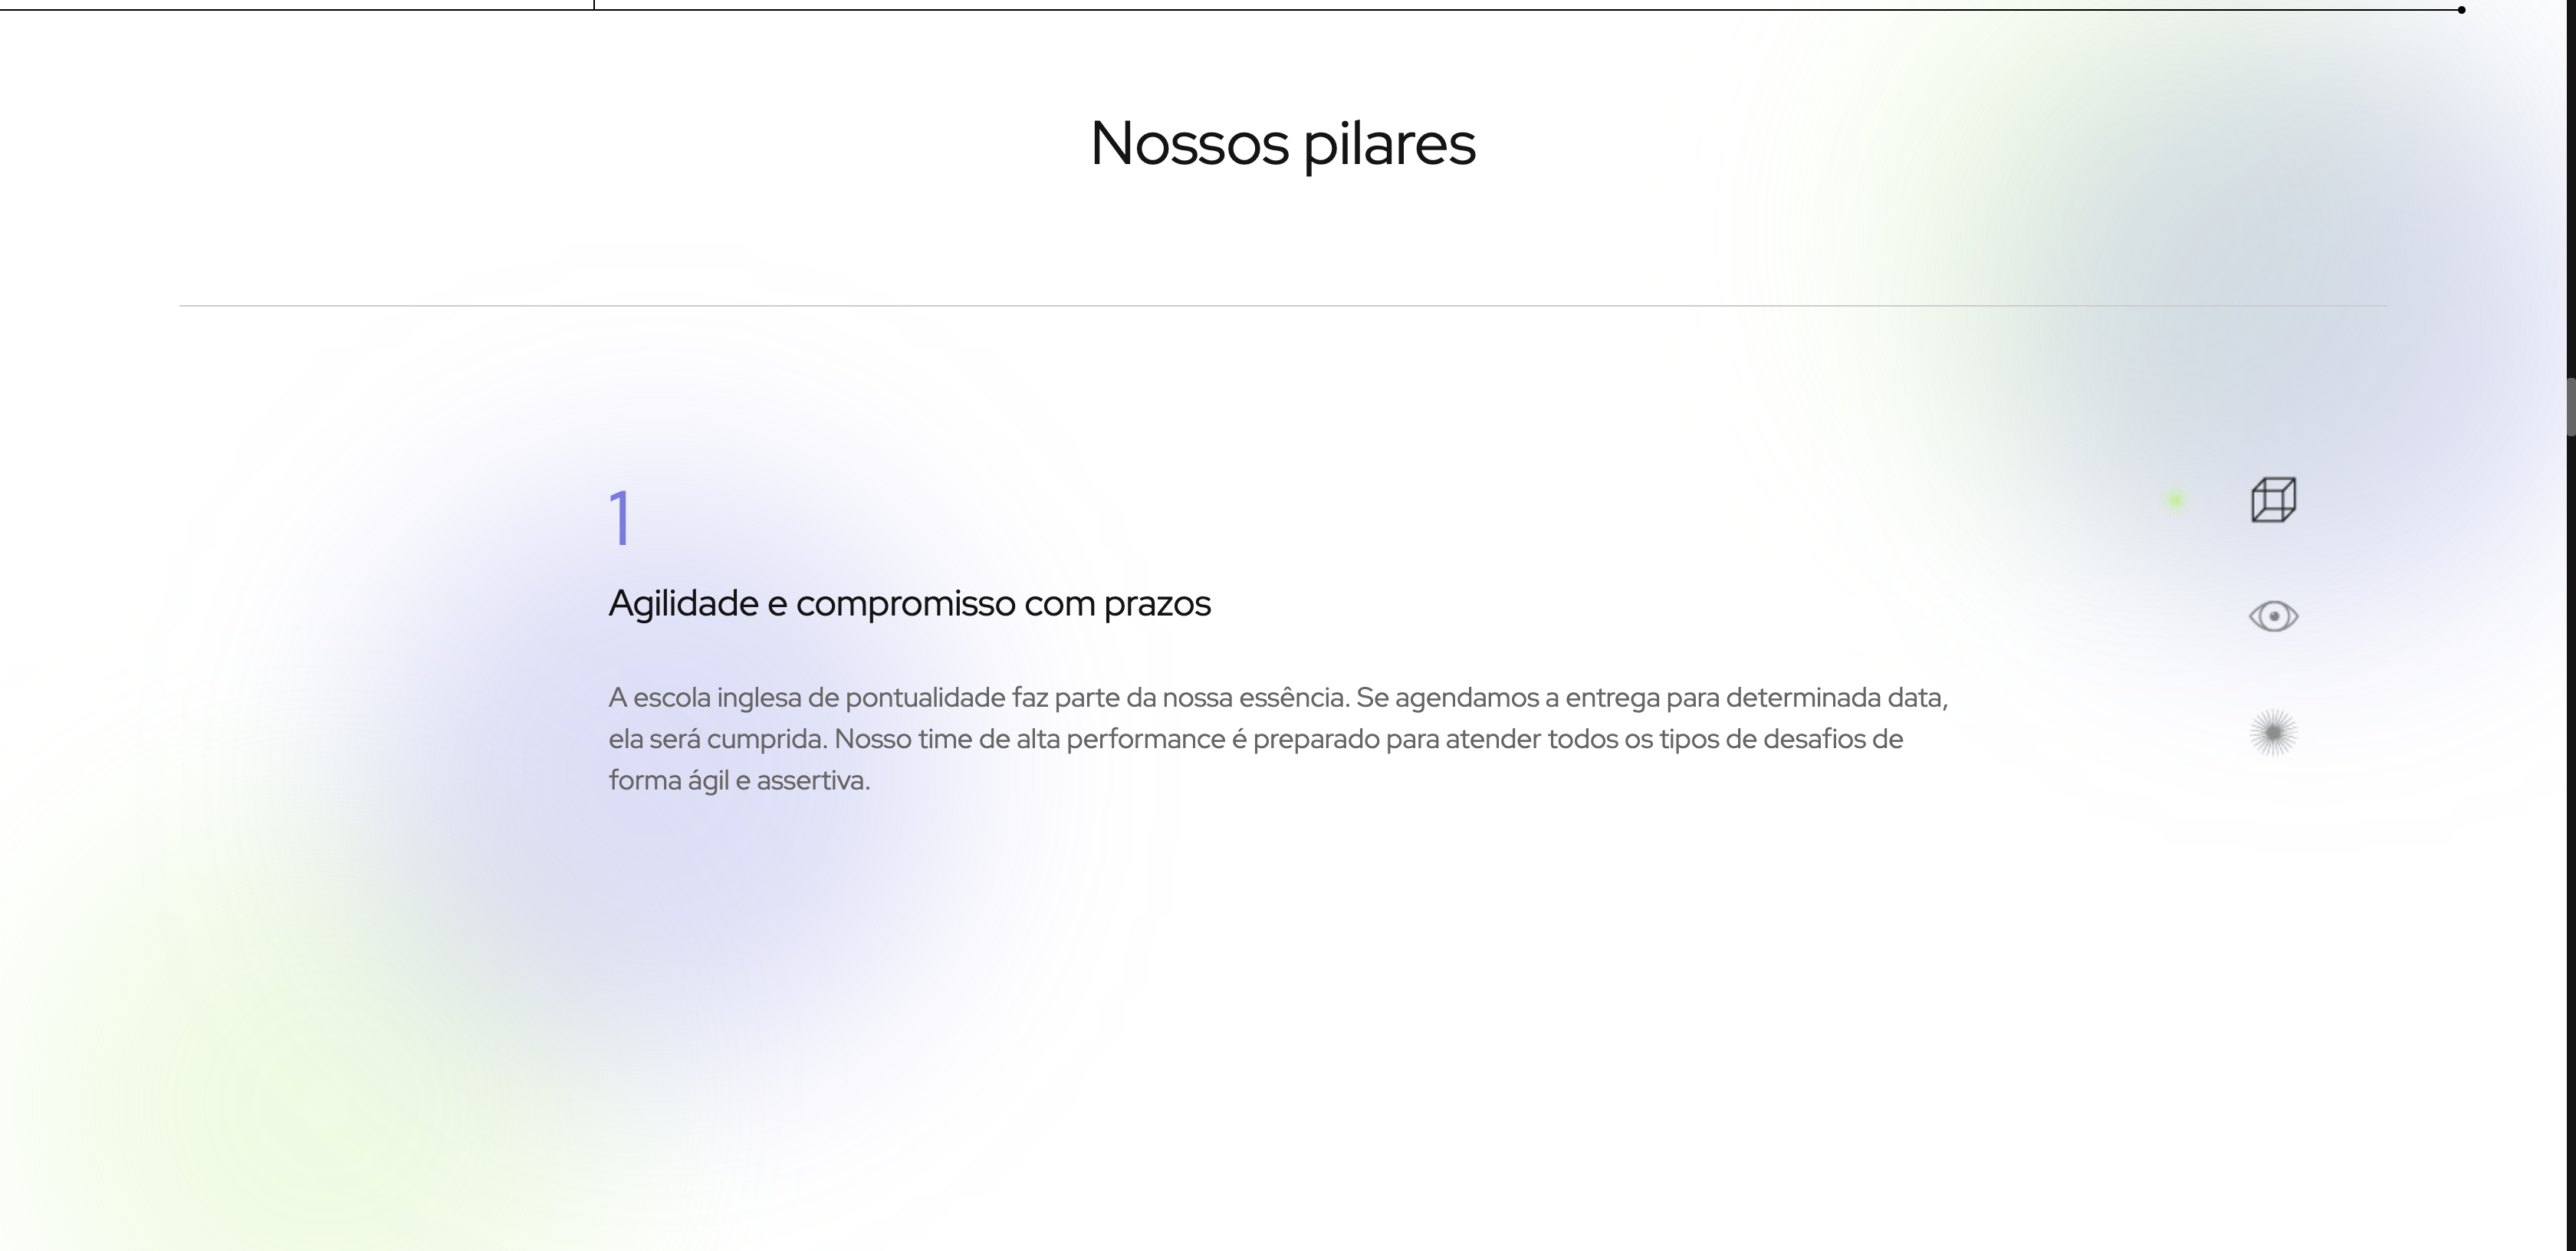 Nossos pilares
1
Agilidade e compromisso com prazos
A escola inglesa de pontualidade faz parte da nossa essência. Se agendamos a entrega para determinada data,
ela será cumprida. Nosso time de alta performance é preparado para atender todos os tipos de desafios de
forma ágil e assertiva.